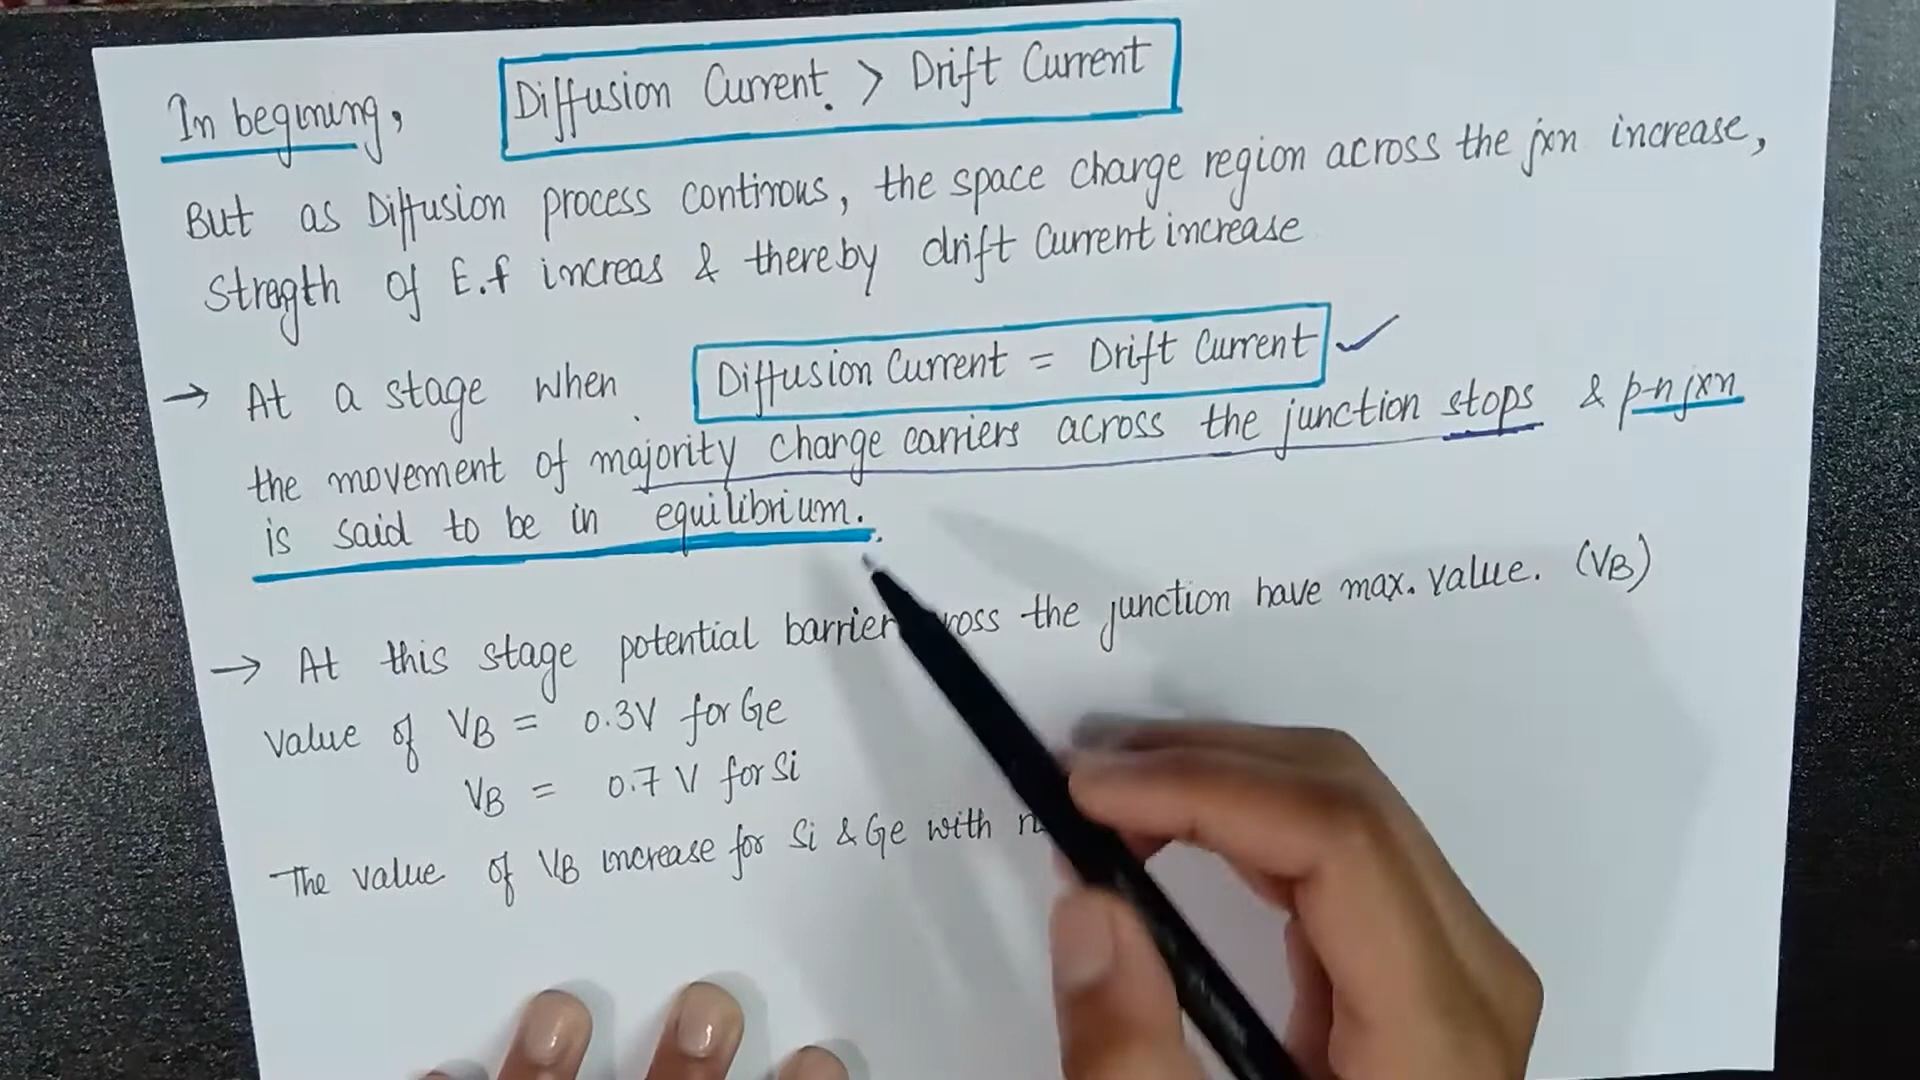 In begining, Diffusion Current > Drift Current
But as Diffusion process continous, the space charge region across the jxn increase,
stregth of E.f increas & thereby drift current increase
→ At a stage when Diffusion Current = Drift Current ✓
the movement of majority charge carriers across the junction stops & p-n jxn
is said to be in equilibrium.
→ At this stage potential barrier the junction have max. value. (VB)
Value of VB = 0.3V for Ge
VB = 0.7 V for Si
The value of VB increase for Si & Ge with